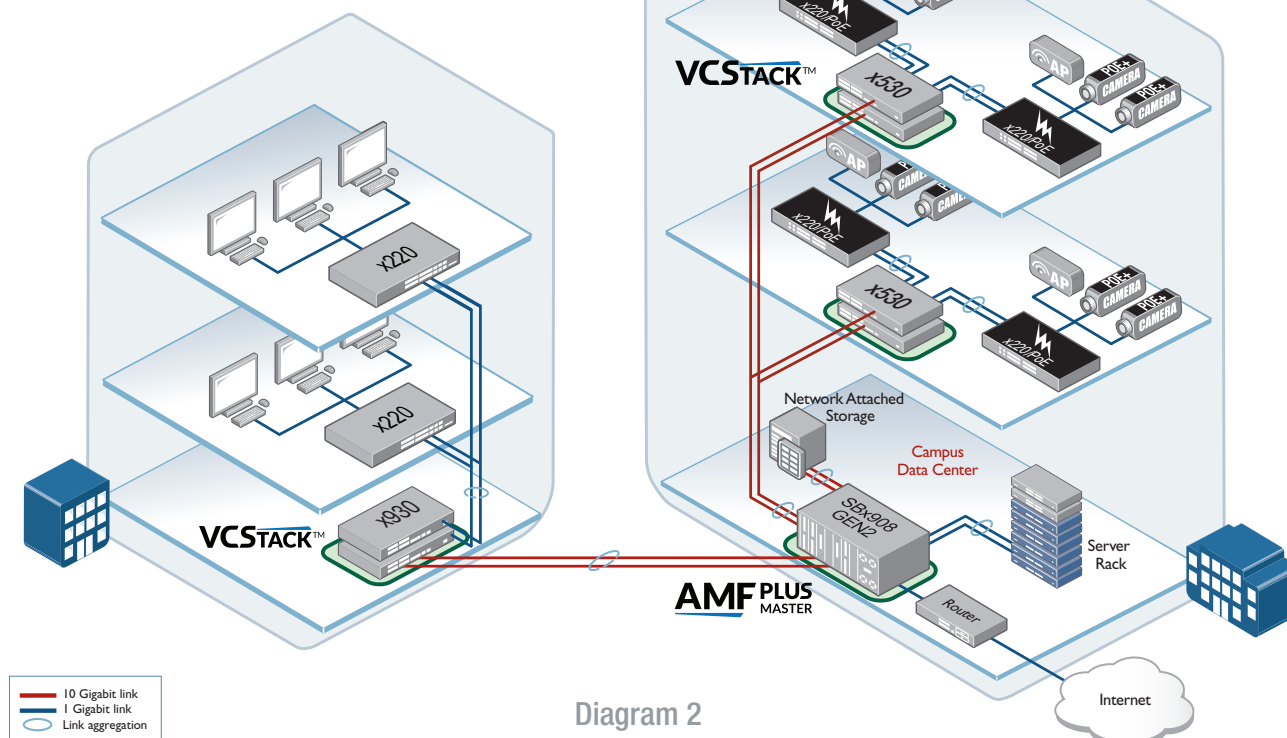 x220/PoE
VCSTACK™
x530
AP
POE+
CAMERA
POE+
CAMERA
x220/PoE
AP
x220/PoE
x530
AP
POE+
CAMERA
POE+
CAMERA
x220/PoE
x220
x220
VCSTACK™
x930
Network Attached
Storage
Campus
Data Center
SBx908
GEN2
Server
Rack
AMF PLUS
MASTER
Router
Internet
10 Gigabit link
1 Gigabit link
Link aggregation
Diagram 2